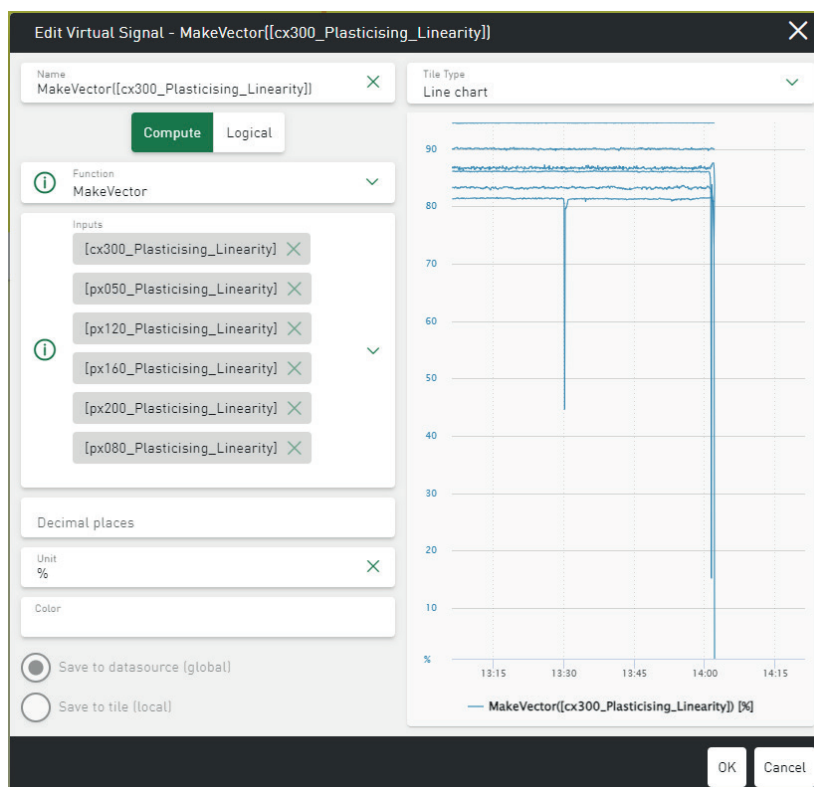 Edit Virtual Signal - MakeVector([cx300_Plasticising_Linearity])
Name
MakeVector([cx300_Plasticising_Linearity])
Compute
Logical
Function
MakeVector
Inputs
[cx300_Plasticising_Linearity]
[px050_Plasticising_Linearity]
[px120_Plasticising_Linearity]
[px160_Plasticising_Linearity]
[px200_Plasticising_Linearity]
[px080_Plasticising_Linearity]
Decimal places
Unit
%
Color
Save to datasource (global)
Save to tile (local)
Tile Type
Line chart
90
80
70
60
50
40
30
20
10
%
13:15 13:30 13:45 14:00 14:15
MakeVector([cx300_Plasticising_Linearity]) [%]
OK
Cancel